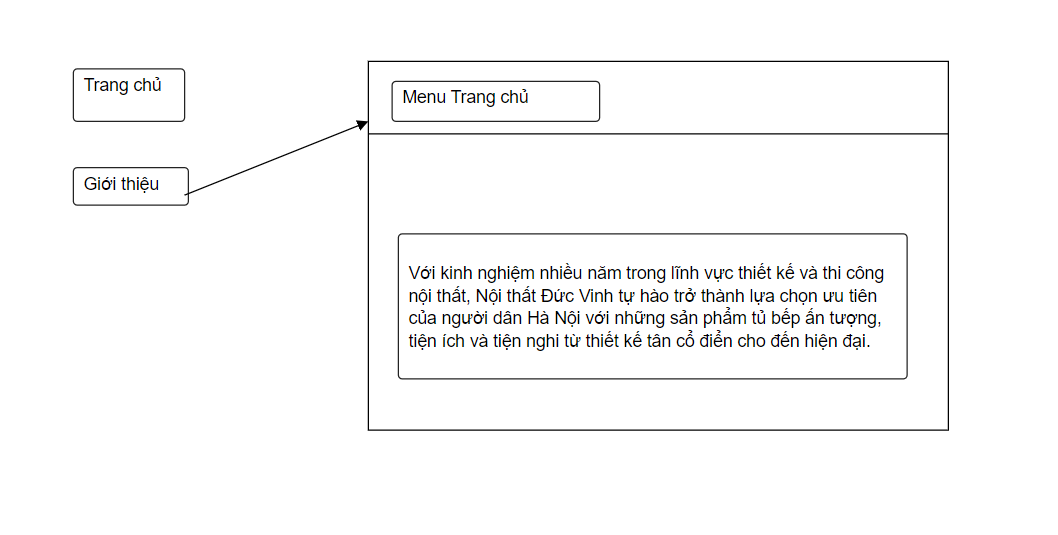 Trang chủ
Menu Trang chủ
Giới thiệu
Với kinh nghiệm nhiều năm trong lĩnh vực thiết kế và thi công
nội thất, Nội thất Đức Vinh tự hào trở thành lựa chọn ưu tiên
của người dân Hà Nội với những sản phẩm tủ bếp ấn tượng,
tiện ích và tiện nghi từ thiết kế tân cổ điển cho đến hiện đại.